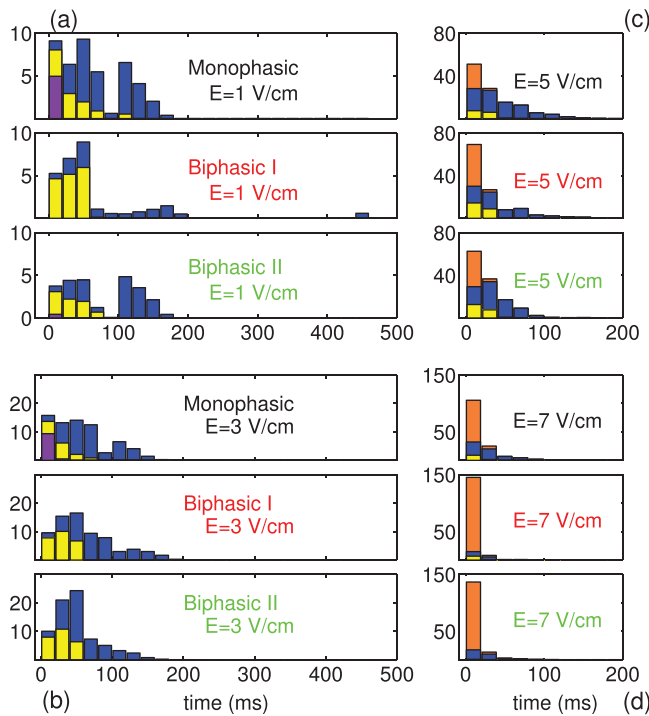 (a)
10
5
0
Monophasic
E=1 V/cm
10
5
0
Biphasic I
E=1 V/cm
10
5
0
Biphasic II
E=1 V/cm
0 100 200 300 400 500
(c)
80
40
E=5 V/cm
80
40
E=5 V/cm
80
40
E=5 V/cm
0 100 200
20
10
Monophasic
E=3 V/cm
20
10
Biphasic I
E=3 V/cm
20
10
Biphasic II
E=3 V/cm
0 100 200 300 400 500
(b)
time (ms)
150
50
E=7 V/cm
150
50
E=7 V/cm
150
50
E=7 V/cm
0 100 200
time (ms)
(d)